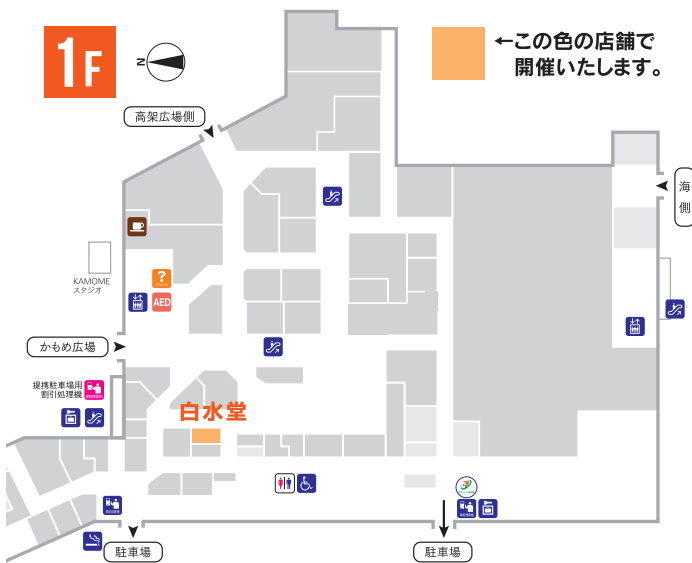 1F
N
←この色の店舗で
開催いたします。
高架広場側
海
側
KAMOME
スタジオ
?
AED
かもめ広場
提携駐車場用
割引処理機
白水堂
駐車場
駐車場